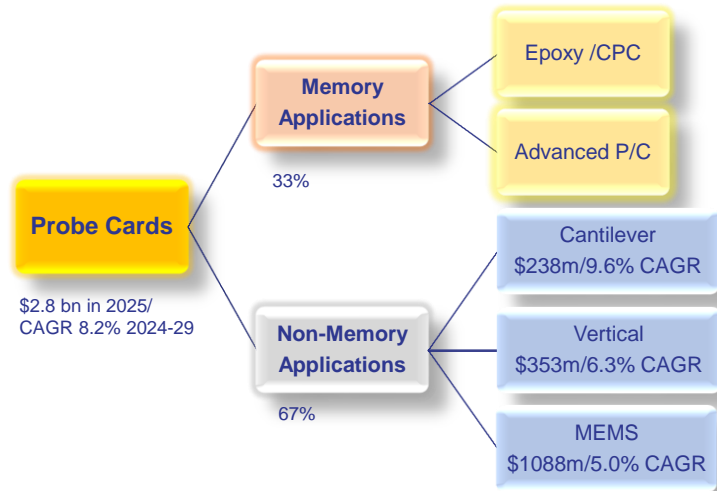 Probe Cards
$2.8 bn in 2025/
CAGR 8.2% 2024-29
Memory
Applications
33%
Epoxy /CPC
Advanced P/C
Non-Memory
Applications
67%
Cantilever
$238m/9.6% CAGR
Vertical
$353m/6.3% CAGR
MEMS
$1088m/5.0% CAGR